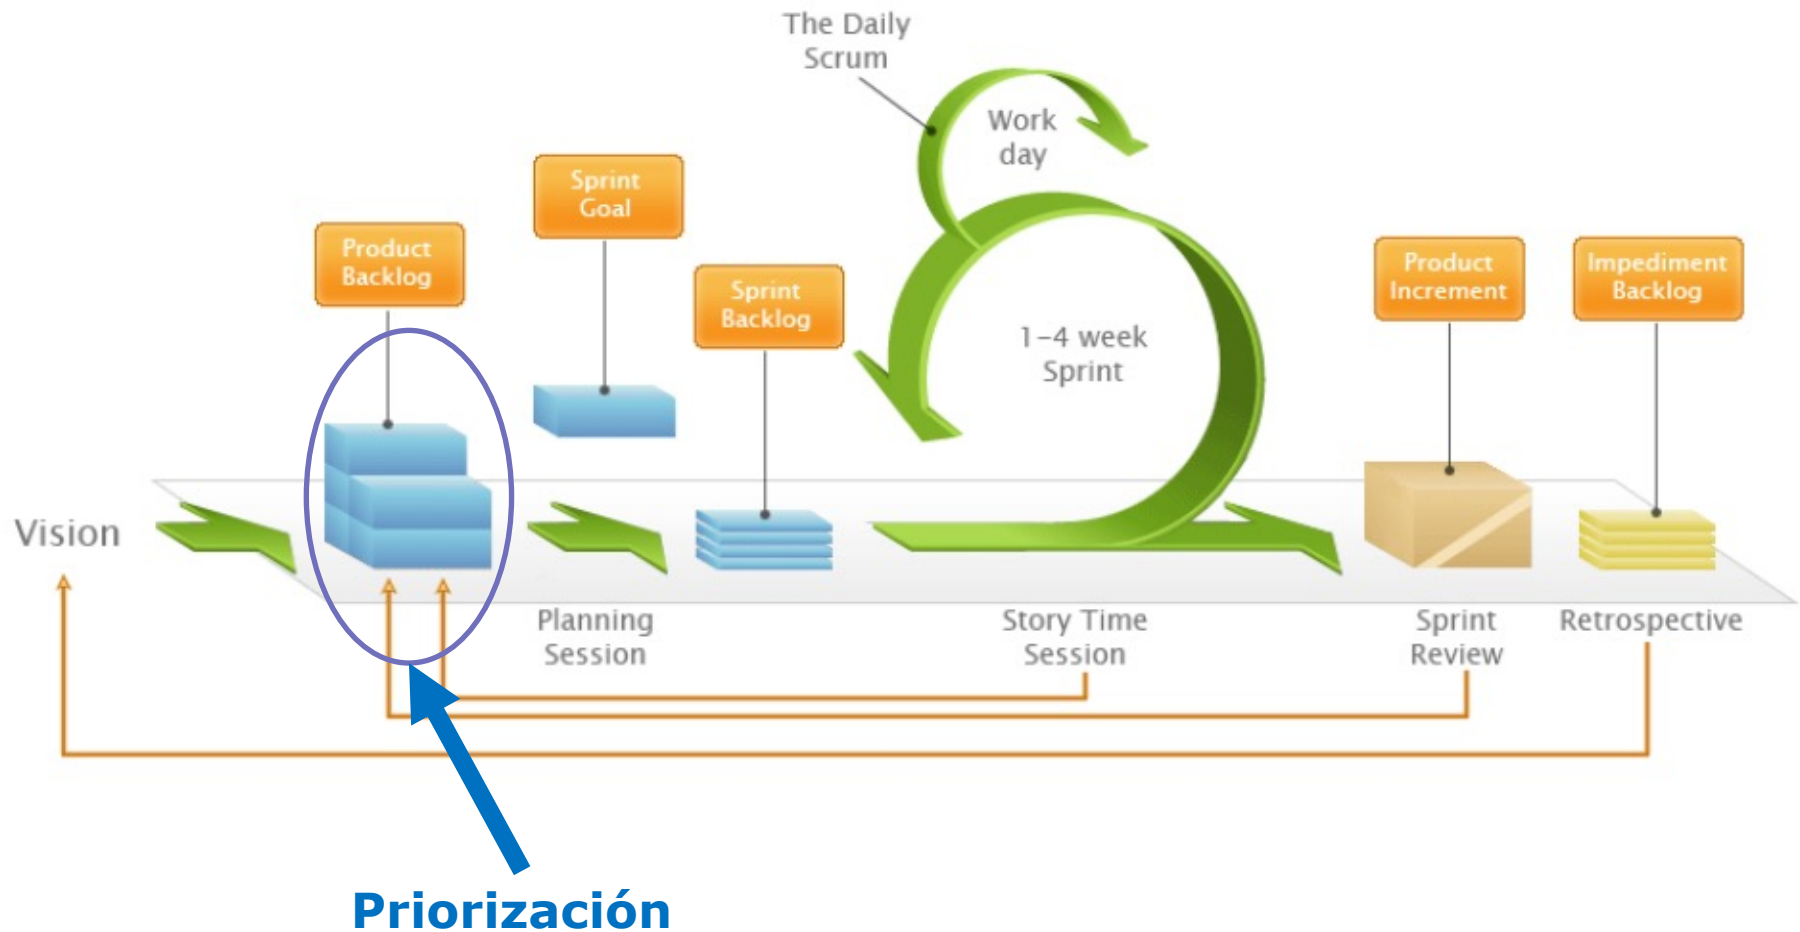 The Daily
Scrum
Work
day
Sprint
Goal
Product
Backlog
Sprint
Backlog
Product
Increment
Impediment
Backlog
1-4 week
Sprint
Vision
Planning
Session
Story Time
Session
Sprint
Review
Retrospective
Priorización